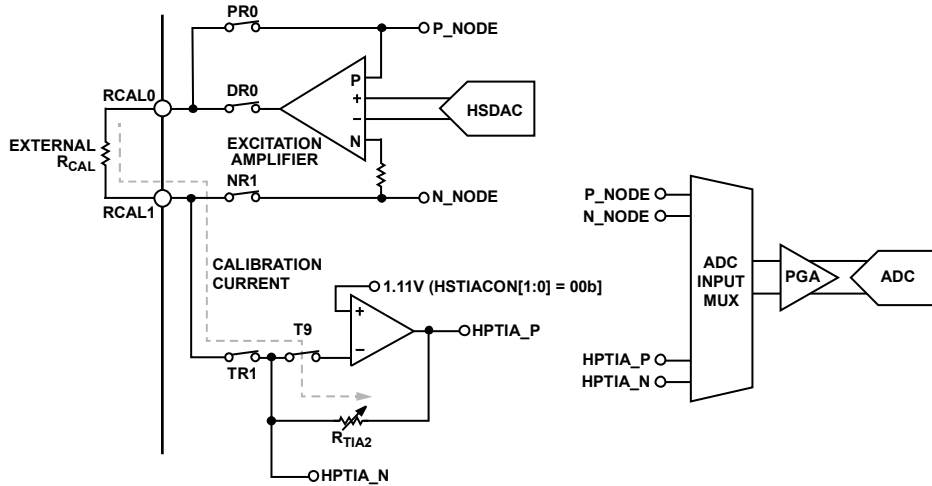 PR0
P_NODE
RCAL0
DR0
P
+
−
N
HSDAC
EXTERNAL
RCAL
EXCITATION
AMPLIFIER
RCAL1
NR1
N_NODE
CALIBRATION
CURRENT
1.11V (HSTIACON[1:0] = 00b]
+
−
T9
TR1
HPTIA_P
RTIA2
HPTIA_N
P_NODE
N_NODE
ADC
INPUT
MUX
PGA
ADC
HPTIA_P
HPTIA_N